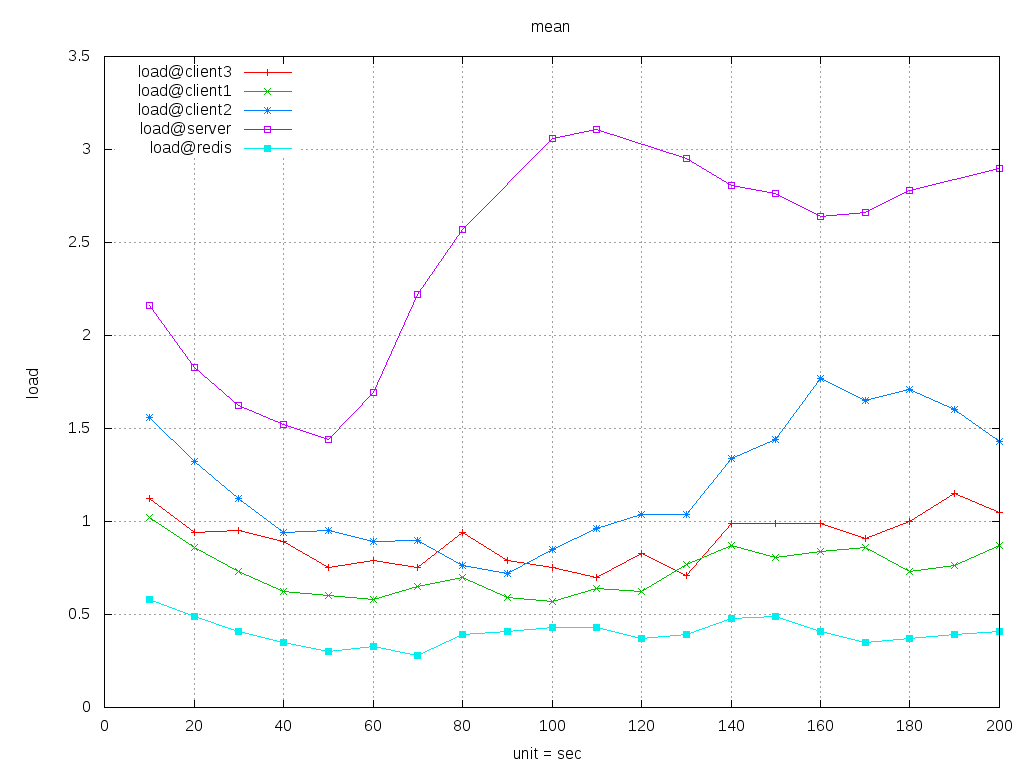 mean
3.5
3
2.5
2
1.5
1
0.5
0
load
load@client3
load@client1
load@client2
load@server
load@redis
0 20 40 60 80 100 120 140 160 180 200
unit = sec